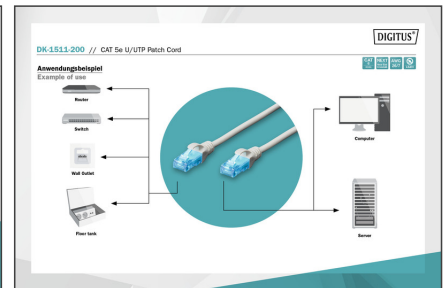 DIGITUS®
DK-1511-200 // CAT 5e U/UTP Patch Cord
CAT
Anwendungsbeispiel
Example of use
Router
Switch
Wall Outlet
Floor tank
Computer
Server